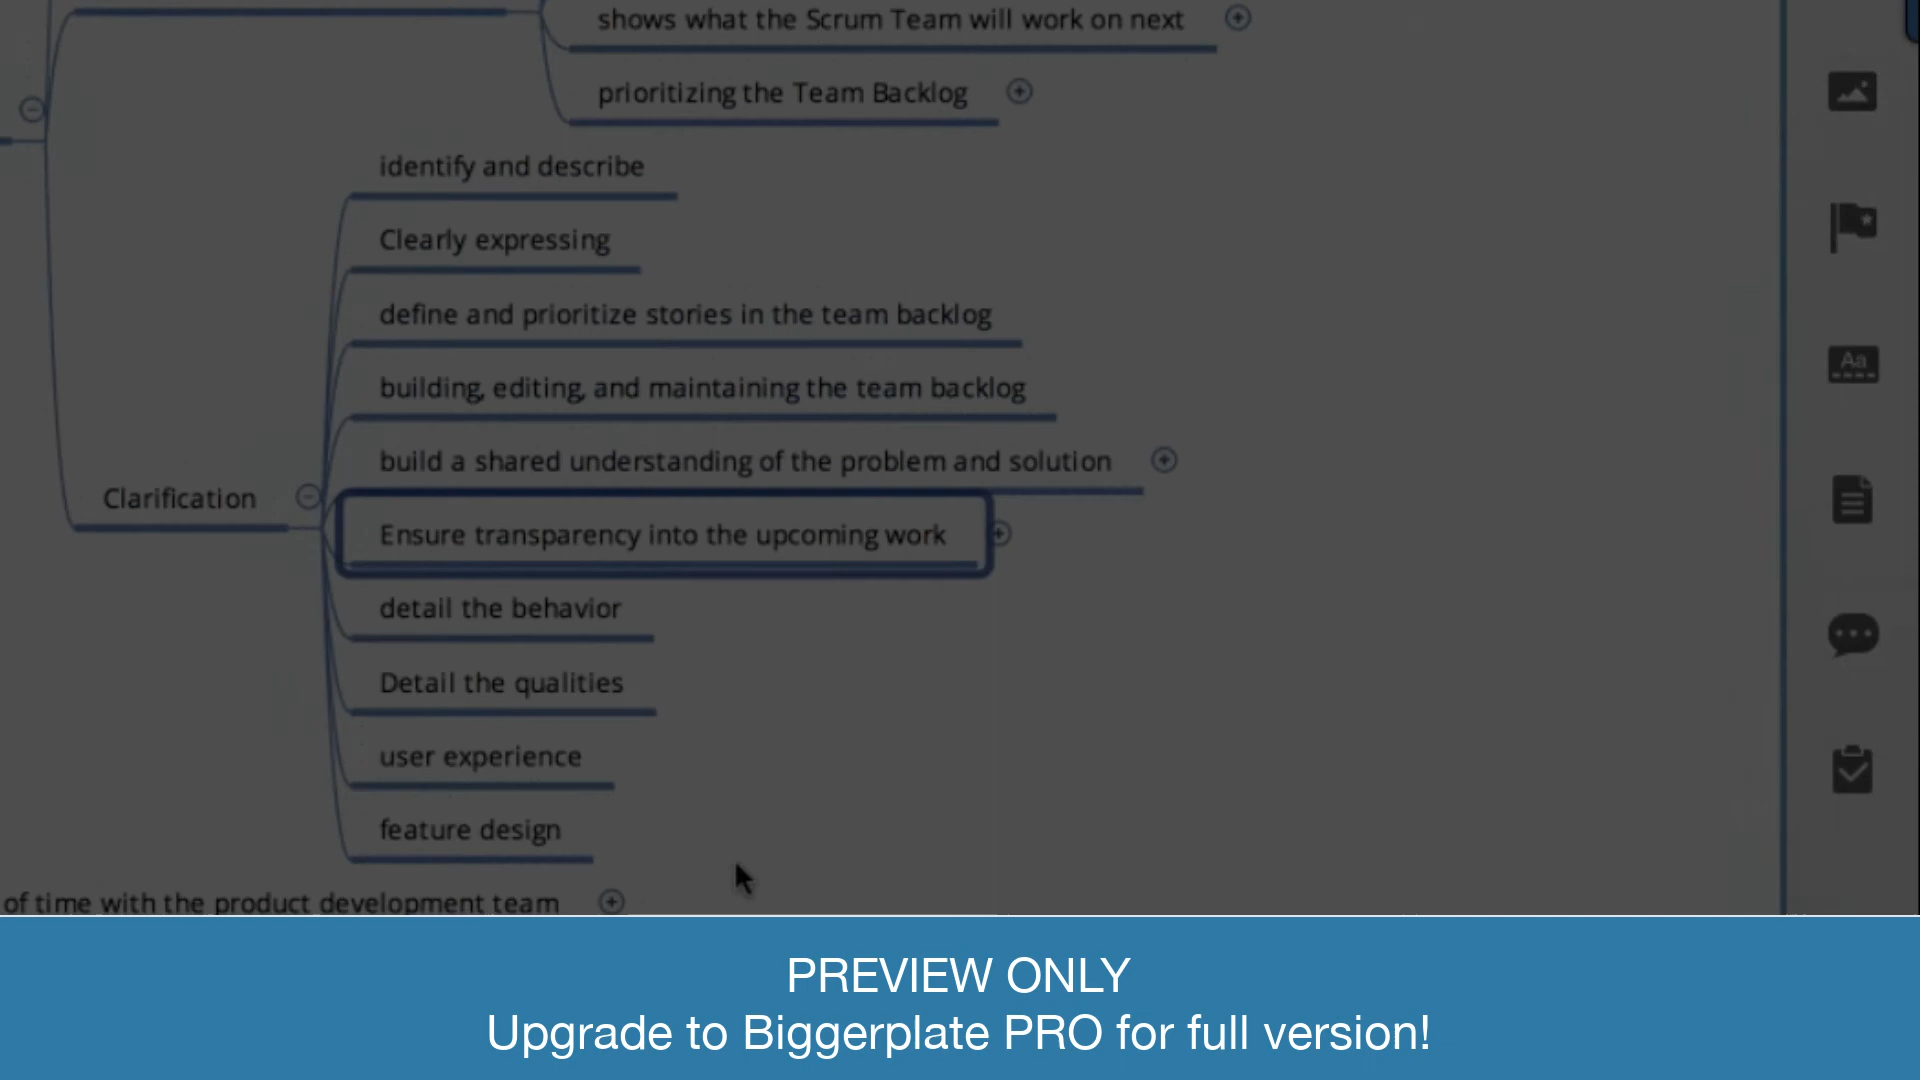 shows what the Scrum Team will work on next
prioritizing the Team Backlog
identify and describe
Clearly expressing
define and prioritize stories in the team backlog
building, editing, and maintaining the team backlog
build a shared understanding of the problem and solution
Clarification
Ensure transparency into the upcoming work
detail the behavior
Detail the qualities
user experience
feature design
of time with the product development team
Aa
PREVIEW ONLY
Upgrade to Biggerplate PRO for full version!